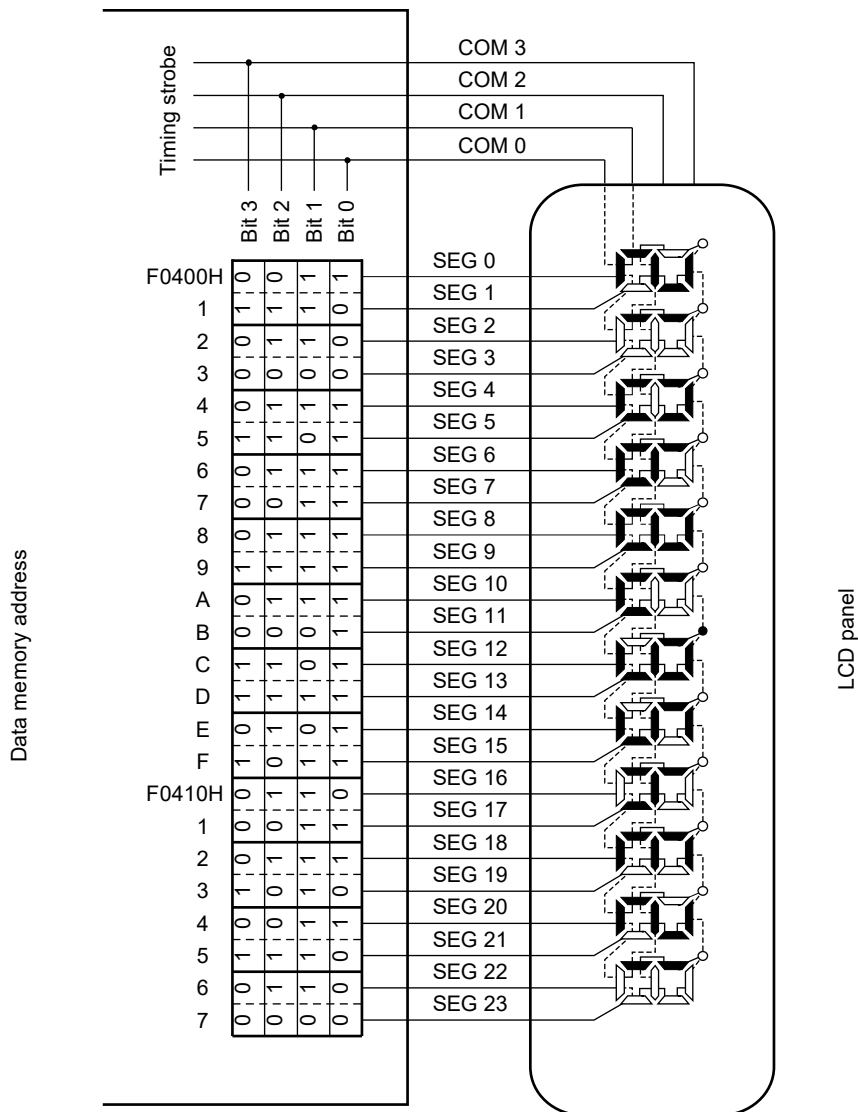 COM 3
COM 2
COM 1
COM 0
Timing strobe
Bit 3 Bit 2 Bit 1 Bit 0
F0400H 0 0 1 1 SEG 0
1 1 1 1 0 SEG 1
2 0 1 1 0 SEG 2
3 0 0 0 0 SEG 3
4 0 1 1 1 SEG 4
5 1 1 0 1 SEG 5
6 0 1 1 1 SEG 6
7 0 0 1 1 SEG 7
8 0 1 1 1 SEG 8
9 1 1 1 1 SEG 9
A 0 1 1 1 SEG 10
B 0 0 0 1 SEG 11
C 1 1 0 1 SEG 12
D 1 1 1 1 SEG 13
E 0 1 0 1 SEG 14
F 1 0 1 1 SEG 15
F0410H 0 1 1 0 SEG 16
1 0 0 1 1 SEG 17
2 0 1 1 1 SEG 18
3 1 0 1 0 SEG 19
4 0 0 1 1 SEG 20
5 1 1 1 0 SEG 21
6 0 1 1 0 SEG 22
7 0 0 0 0 SEG 23
Data memory address
LCD panel